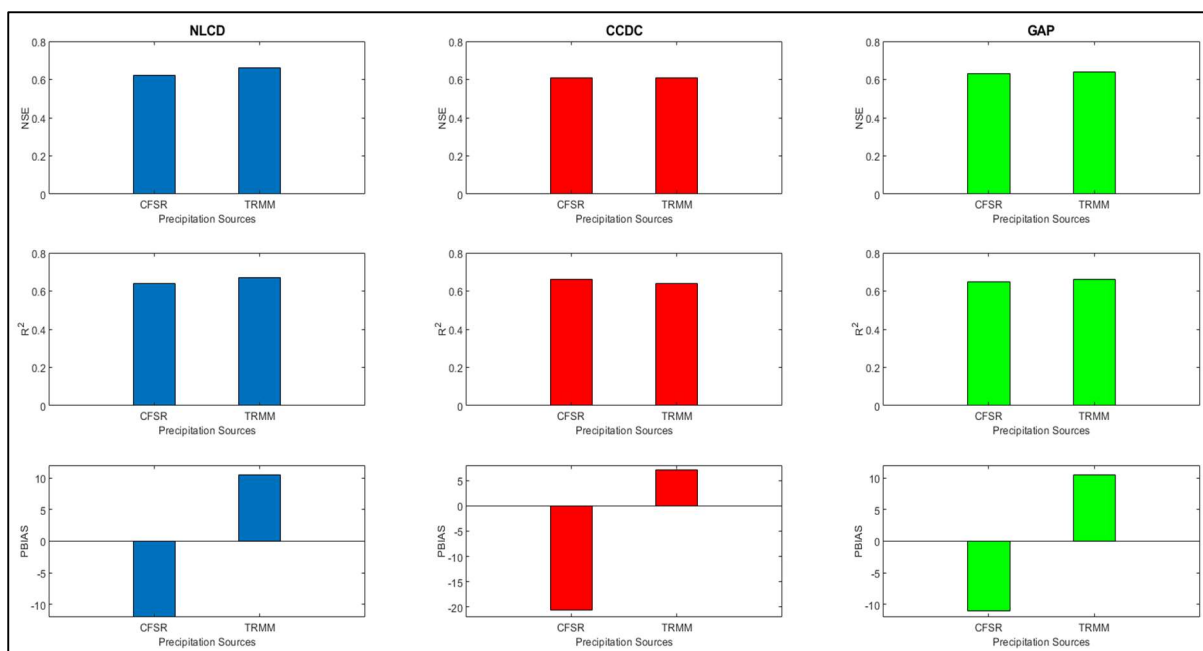 NLCD
0.8
0.6
0.4
0.2
0
NSE
CFSR TRMM
Precipitation Sources
CCDC
0.8
0.6
0.4
0.2
0
NSE
CFSR TRMM
Precipitation Sources
GAP
0.8
0.6
0.4
0.2
0
NSE
CFSR TRMM
Precipitation Sources
0.8
0.6
0.4
0.2
0
R²
CFSR TRMM
Precipitation Sources
0.8
0.6
0.4
0.2
0
R²
CFSR TRMM
Precipitation Sources
0.8
0.6
0.4
0.2
0
R²
CFSR TRMM
Precipitation Sources
10
5
0
-5
-10
PBIAS
CFSR TRMM
Precipitation Sources
5
0
-5
-10
-15
-20
PBIAS
CFSR TRMM
Precipitation Sources
10
5
0
-5
-10
PBIAS
CFSR TRMM
Precipitation Sources